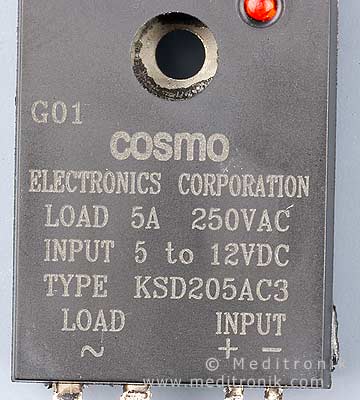 G01
cosmo
ELECTRONICS CORPORATION
LOAD 5A 250VAC
INPUT 5 to 12VDC
TYPE KSD205AC3
LOAD INPUT
~ + −
© Meditronik
www.meditronik.com